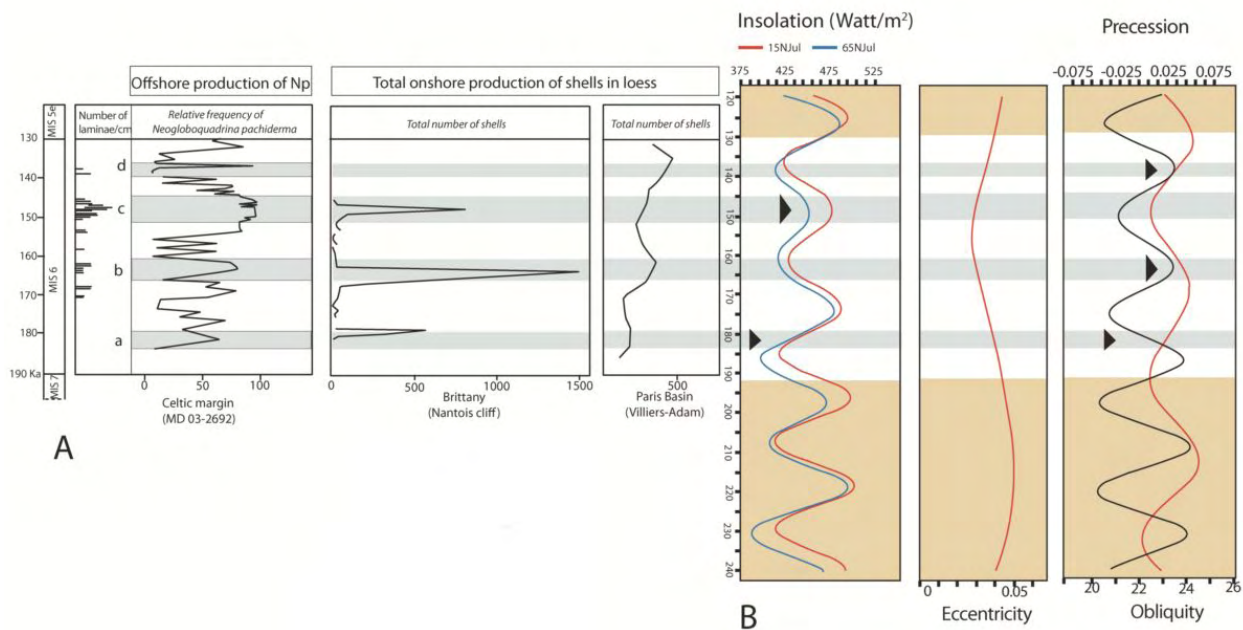 Offshore production of Np
Total onshore production of shells in loess
Number of
laminae/cm
Relative frequency of
Neogloboquadrina pachiderma
Total number of shells
Total number of shells
MIS 5e
MIS 6
MIS 7
130
140
150
160
170
180
190 Ka
d
c
b
a
0
50
100
0
500
1000
1500
500
Celtic margin
(MD 03-2692)
Brittany
(Nantois cliff)
Paris Basin
(Villiers-Adam)
A
Insolation (Watt/m²)
15NJul
65NJul
375
425
475
525
120
130
140
150
160
170
180
190
200
210
220
230
240
B
0
0.05
Eccentricity
Precession
-0.075
-0.025
0.025
0.075
20
22
24
26
Obliquity